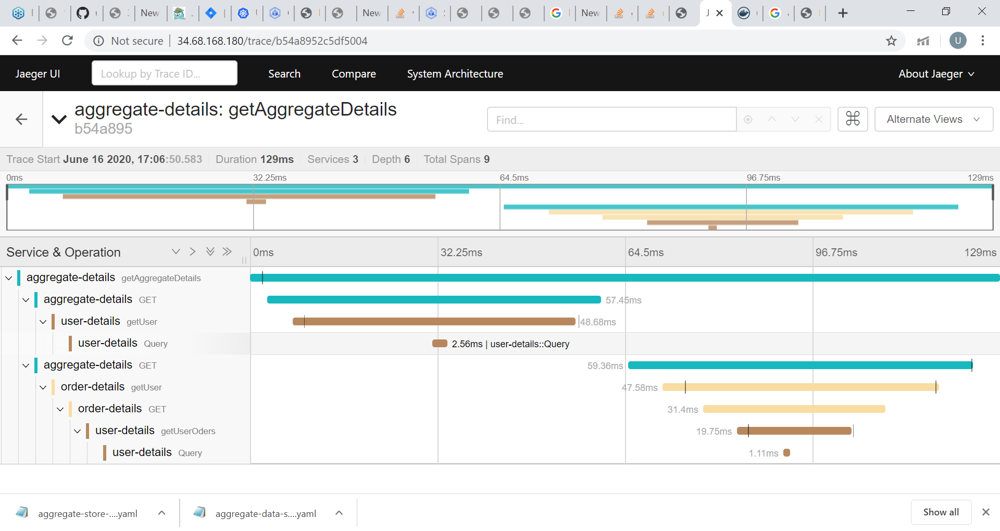 New
New
New
J
Not secure 34.68.168.180/trace/b54a8952c5df5004 U
Jaeger UI Lookup by Trace ID... Search Compare System Architecture About Jaeger
aggregate-details: getAggregateDetails
b54a895
Find... ⌘ Alternate Views
Trace Start June 16 2020, 17:06:50.583 Duration 129ms Services 3 Depth 6 Total Spans 9
0ms 32.25ms 64.5ms 96.75ms 129ms
Service & Operation 0ms 32.25ms 64.5ms 96.75ms 129ms
aggregate-details getAggregateDetails
aggregate-details GET 57.45ms
user-details getUser 48.68ms
user-details Query 2.56ms | user-details::Query
aggregate-details GET 59.36ms
order-details getUser 47.58ms
order-details GET 31.4ms
user-details getUserOders 19.75ms
user-details Query 1.11ms
aggregate-store-....yaml aggregate-data-s....yaml Show all